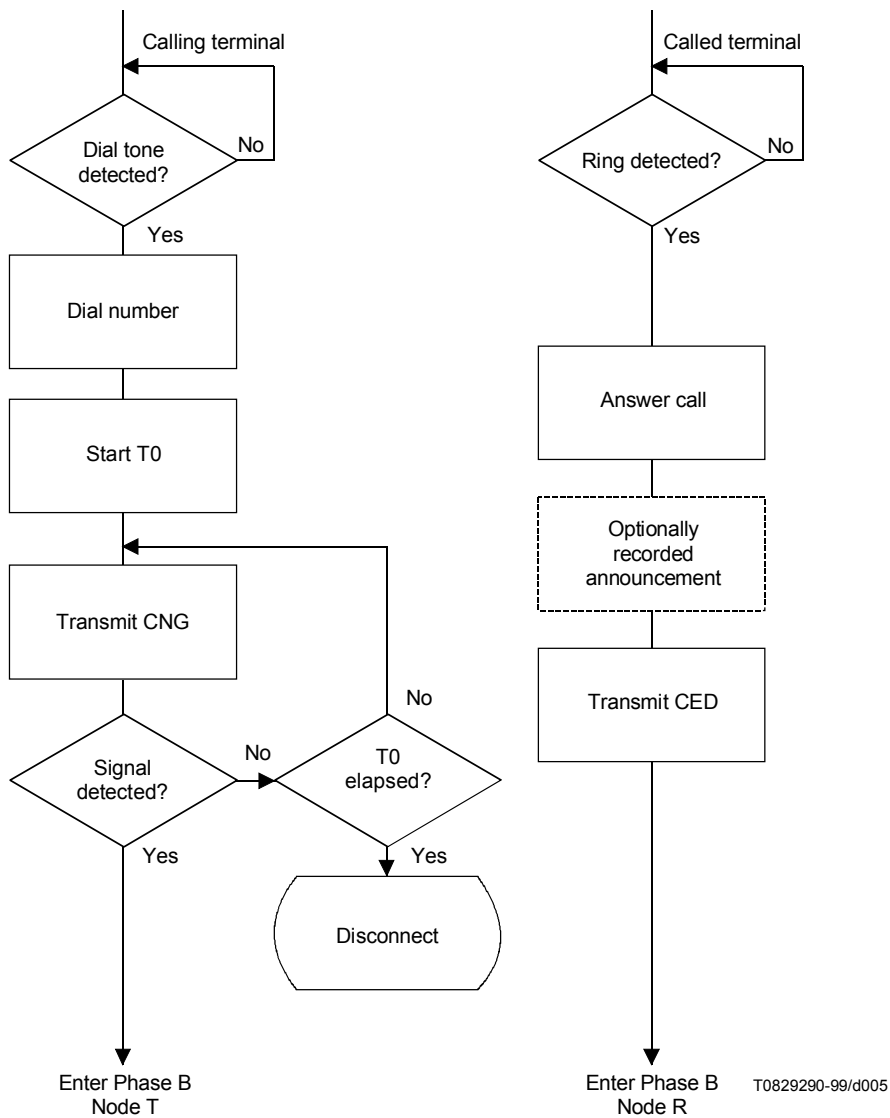 Calling terminal
Dial tone
detected?
No
Yes
Dial number
Start T0
Transmit CNG
No
Signal
detected?
No
T0
elapsed?
Yes
Yes
Disconnect
Enter Phase B
Node T
Called terminal
Ring detected?
No
Yes
Answer call
Optionally
recorded
announcement
Transmit CED
Enter Phase B
Node R
T0829290-99/d005